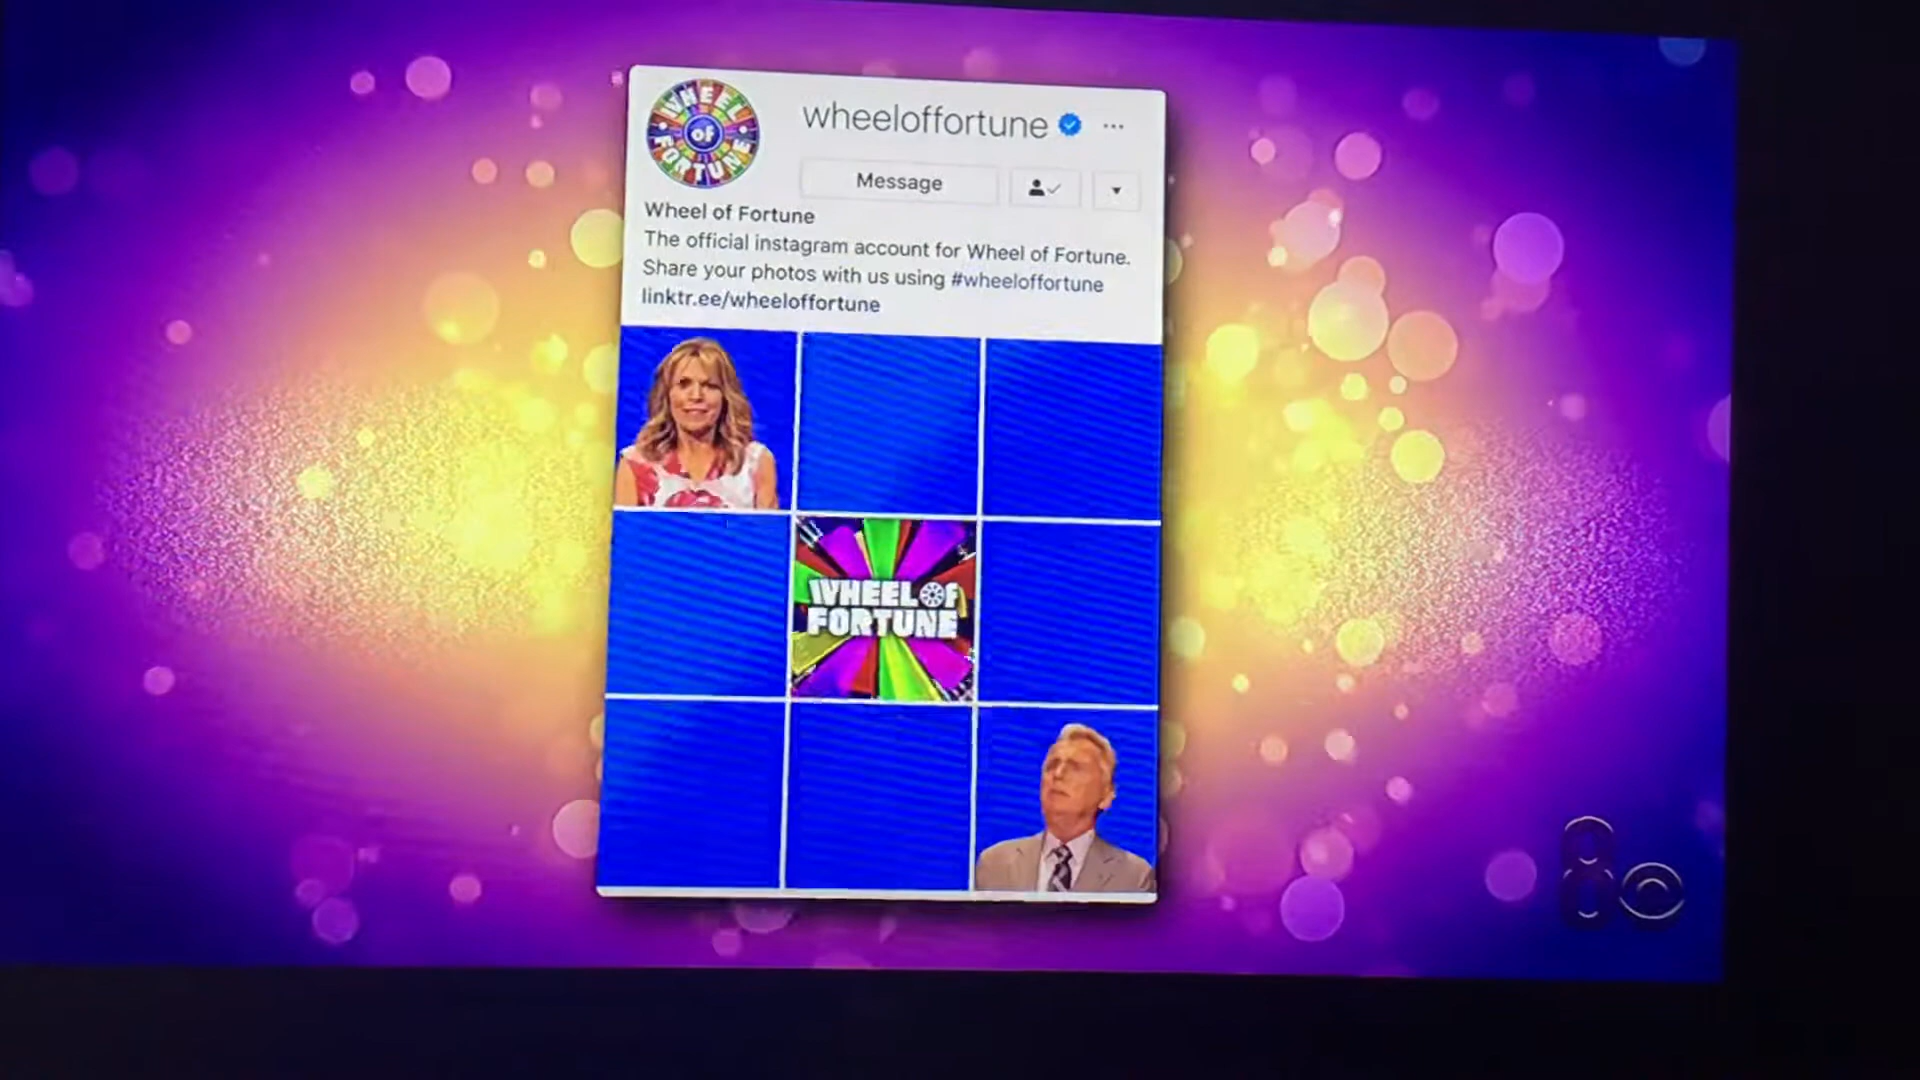 WHEEL of FORTUNE
wheeloffortune
Message
Wheel of Fortune
The official instagram account for Wheel of Fortune.
Share your photos with us using #wheeloffortune
linktr.ee/wheeloffortune
WHEEL OF
FORTUNE
8